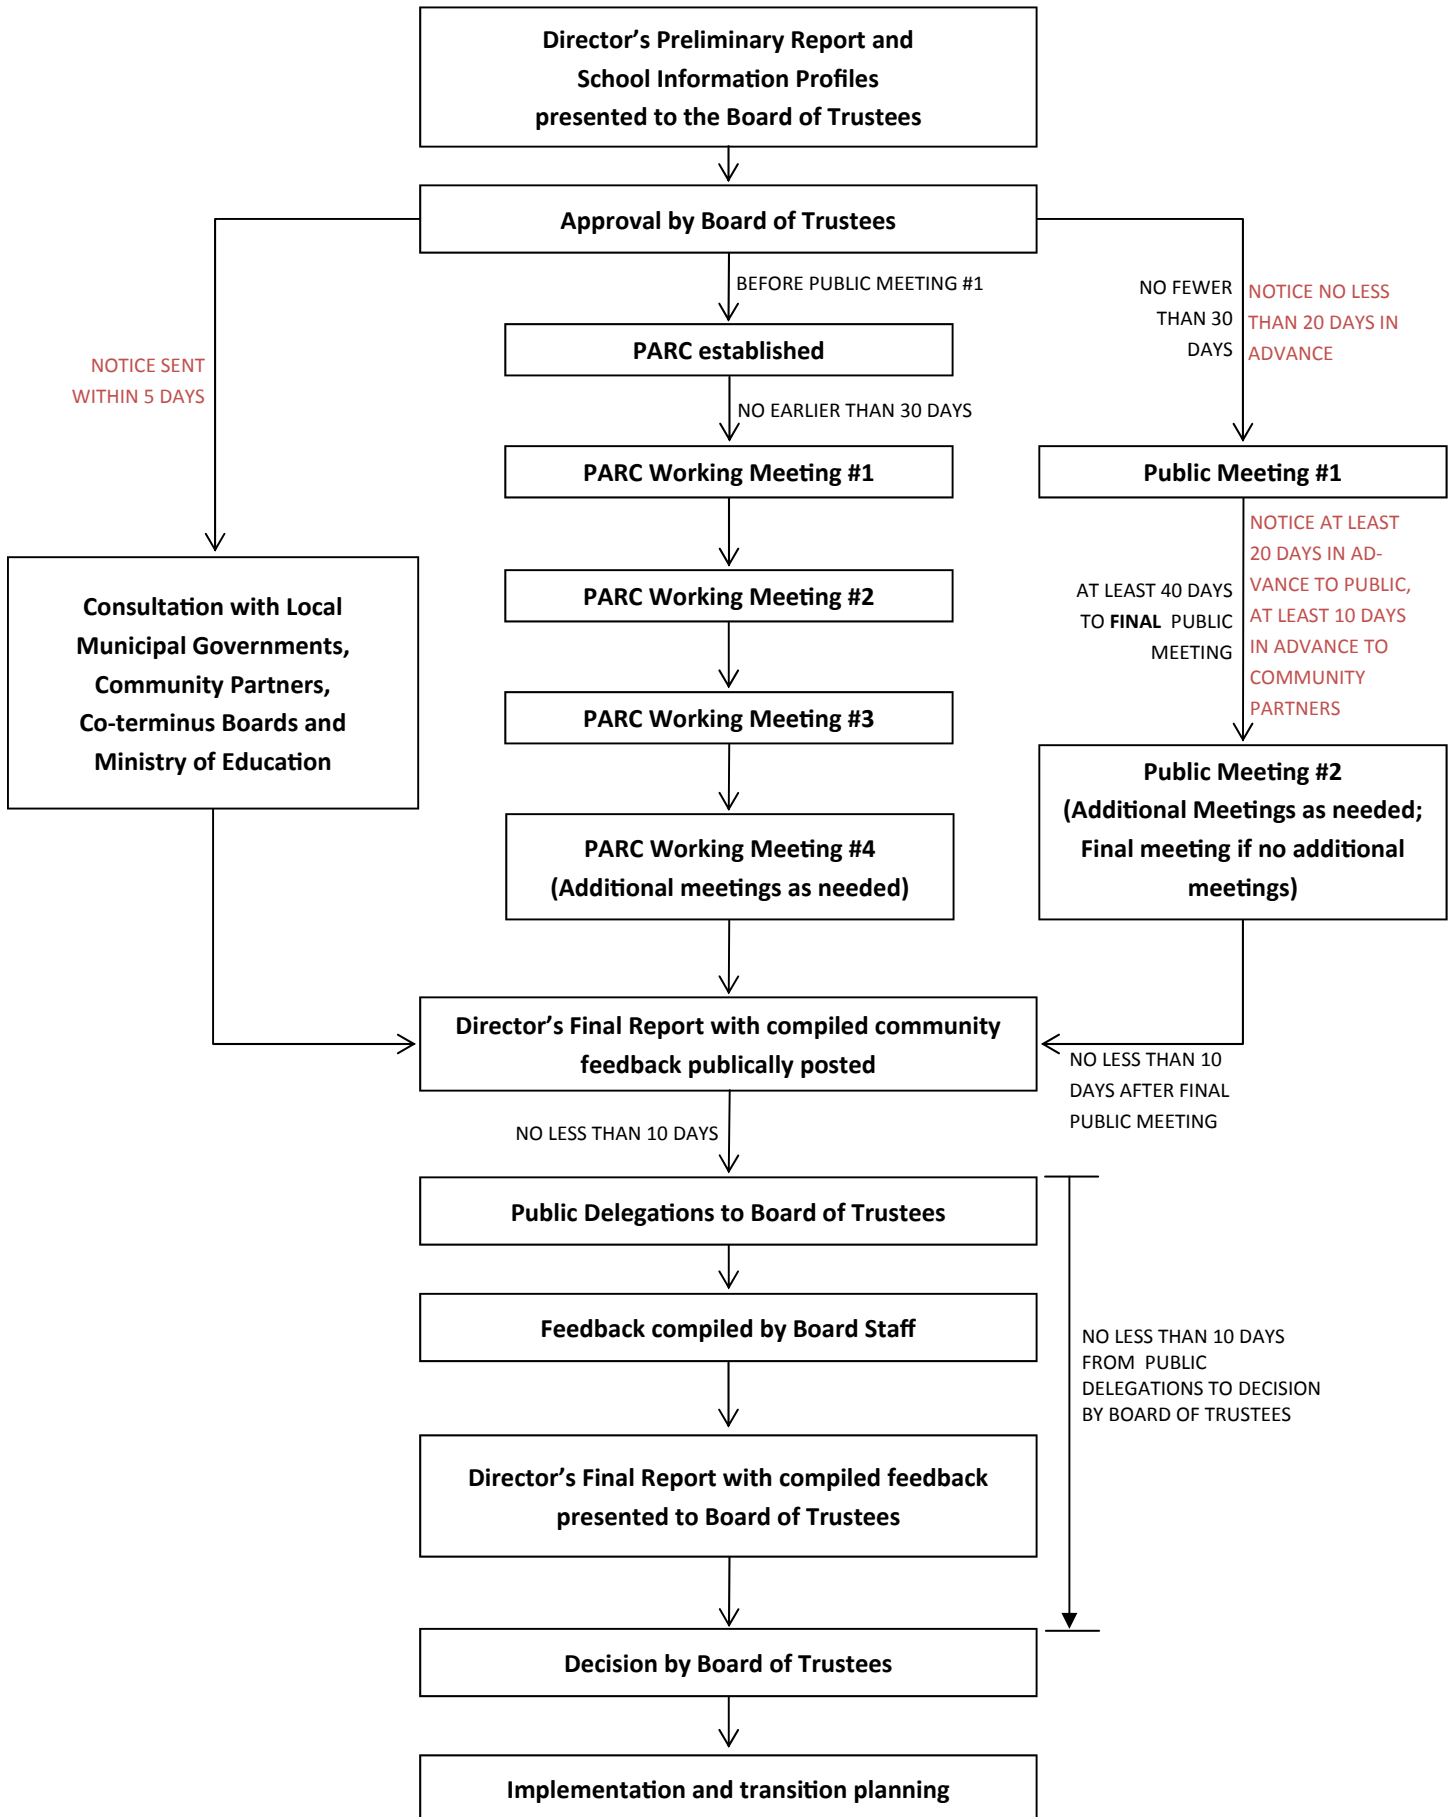 Director’s Preliminary Report and
School Information Profiles
presented to the Board of Trustees
Approval by Board of Trustees
BEFORE PUBLIC MEETING #1
NO FEWER
THAN 30
DAYS
NOTICE NO LESS
THAN 20 DAYS IN
ADVANCE
NOTICE SENT
WITHIN 5 DAYS
PARC established
NO EARLIER THAN 30 DAYS
PARC Working Meeting #1
Public Meeting #1
Consultation with Local
Municipal Governments,
Community Partners,
Co-terminus Boards and
Ministry of Education
PARC Working Meeting #2
AT LEAST 40 DAYS
TO FINAL PUBLIC
MEETING
NOTICE AT LEAST
20 DAYS IN AD-
VANCE TO PUBLIC,
AT LEAST 10 DAYS
IN ADVANCE TO
COMMUNITY
PARTNERS
PARC Working Meeting #3
PARC Working Meeting #4
(Additional meetings as needed)
Public Meeting #2
(Additional Meetings as needed;
Final meeting if no additional
meetings)
Director’s Final Report with compiled community
feedback publically posted
NO LESS THAN 10
DAYS AFTER FINAL
PUBLIC MEETING
NO LESS THAN 10 DAYS
Public Delegations to Board of Trustees
Feedback compiled by Board Staff
NO LESS THAN 10 DAYS
FROM PUBLIC
DELEGATIONS TO DECISION
BY BOARD OF TRUSTEES
Director’s Final Report with compiled feedback
presented to Board of Trustees
Decision by Board of Trustees
Implementation and transition planning